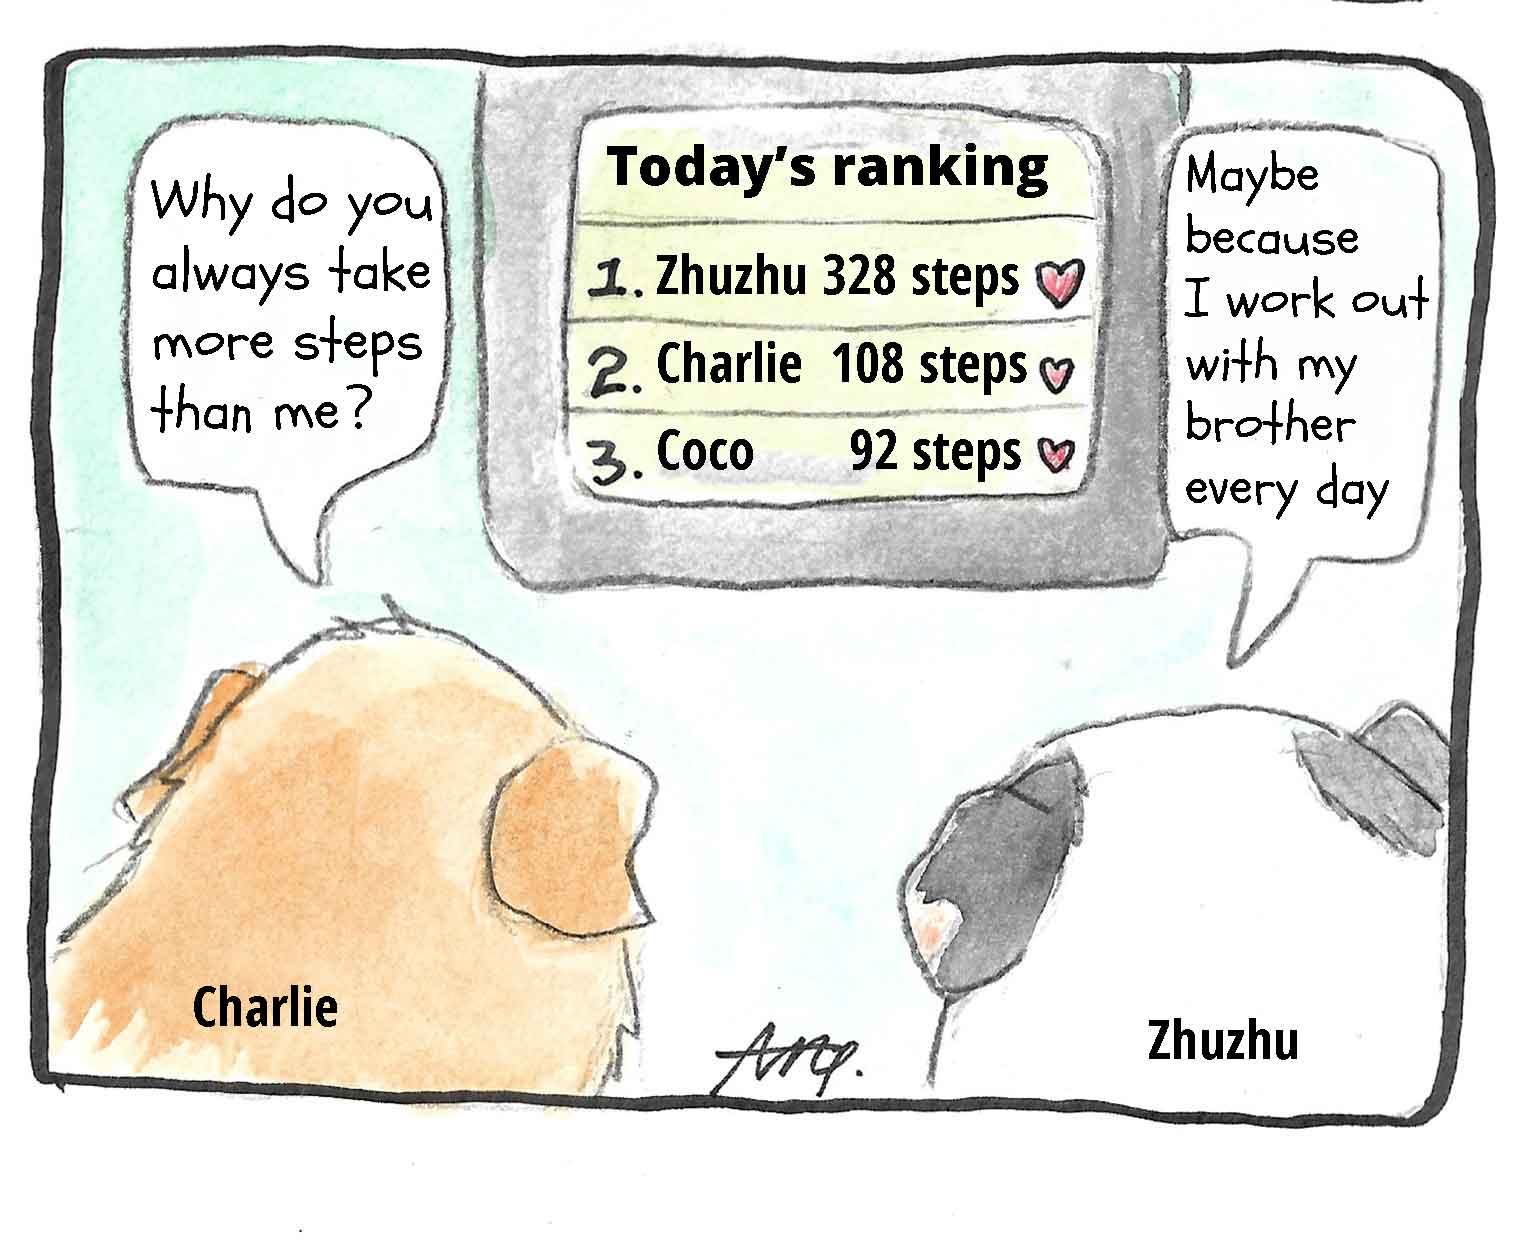 Why do you
always take
more steps
than me?
Today's ranking
1. Zhuzhu 328 steps
2. Charlie 108 steps
3. Coco 92 steps
Maybe
because
I work out
with my
brother
every day
Charlie
Zhuzhu